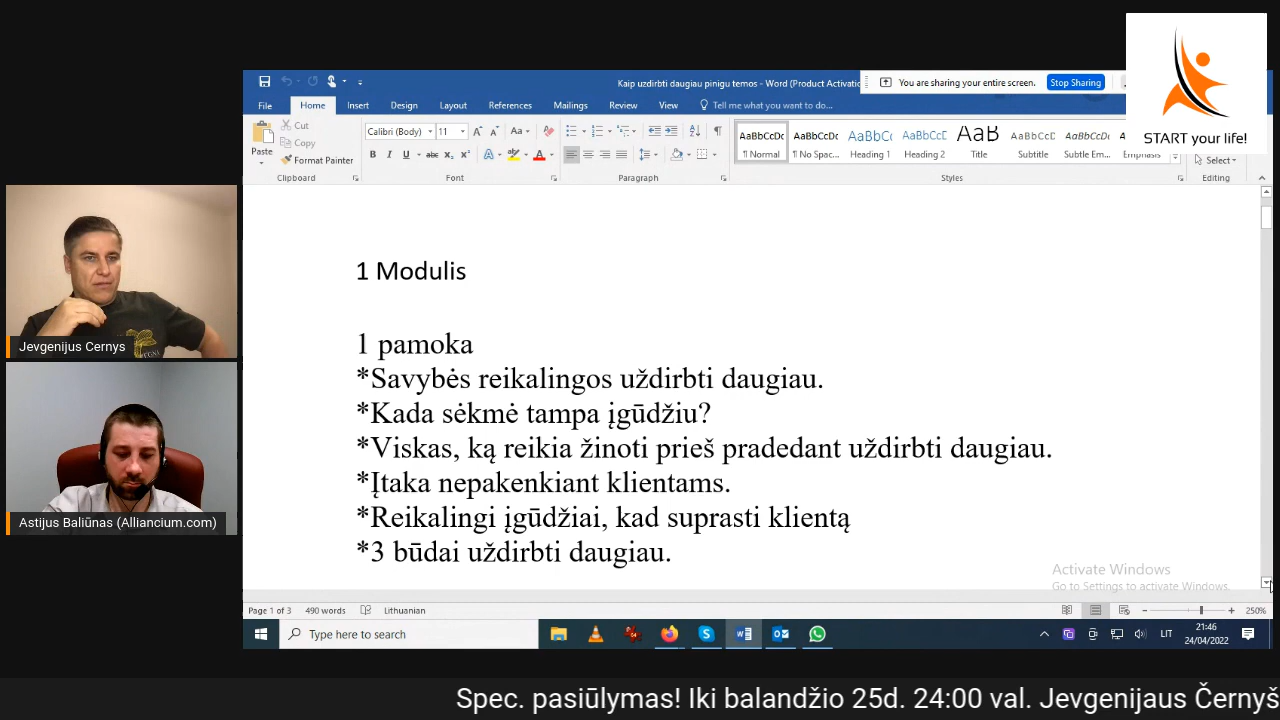 START your life!
Kaip uzdirbti daugiau pinigu temos - Word (Product Activatio
You are sharing your entire screen. Stop Sharing
File Home Insert Design Layout References Mailings Review View Tell me what you want to do...
Paste
Cut
Copy
Format Painter
Calibri (Body) 11
AaBbCcDc AaBbCcDc AaBbCc AaBbCcC AaB AaBbCcC AaBbCcDc
¶ Normal ¶ No Spac... Heading 1 Heading 2 Title Subtitle Subtle Em... Emphasis
Select
Clipboard Font Paragraph Styles Editing
1 Modulis
1 pamoka
*Savybės reikalingos uždirbti daugiau.
*Kada sėkmė tampa įgūdžiu?
*Viskas, ką reikia žinoti prieš pradedant uždirbti daugiau.
*Įtaka nepakenkiant klientams.
*Reikalingi įgūdžiai, kad suprasti klientą
*3 būdai uždirbti daugiau.
Activate Windows
Go to Settings to activate Windows.
Page 1 of 3 490 words Lithuanian 250%
Type here to search
LIT
21:46
24/04/2022
Jevgenijus Cernys
Astijus Baliūnas (Alliancium.com)
Spec. pasiūlymas! Iki balandžio 25d. 24:00 val. Jevgenijaus Černyš